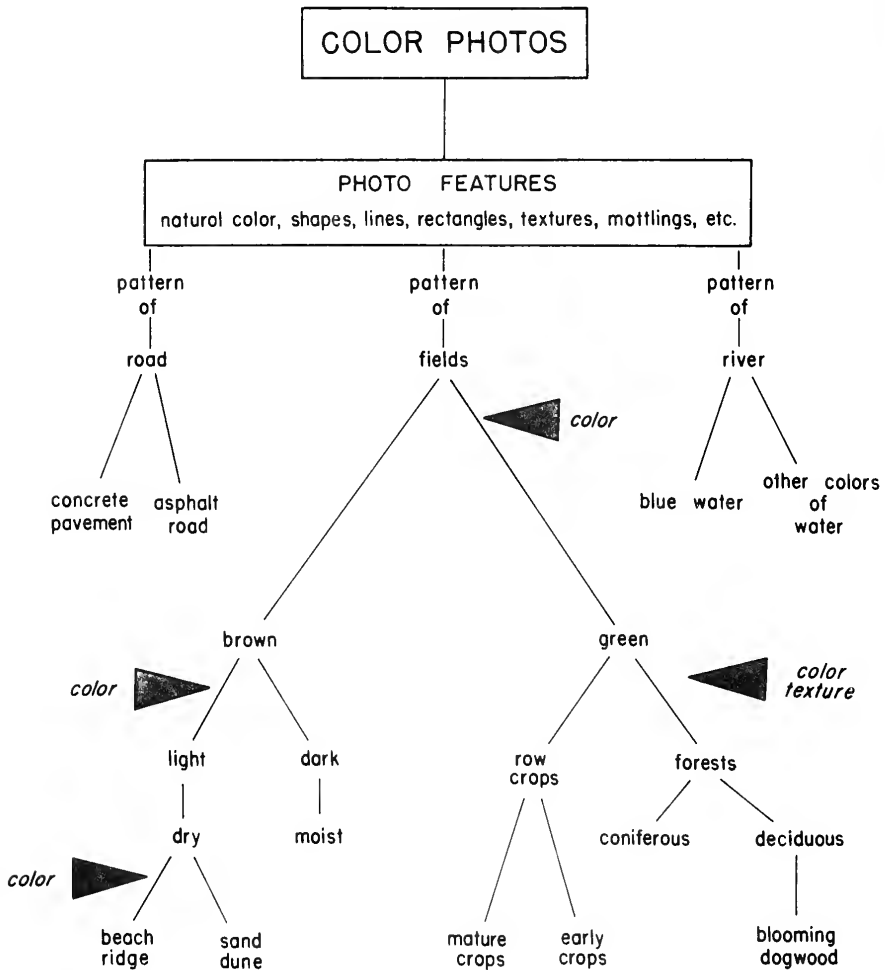 COLOR PHOTOS
PHOTO FEATURES
natural color, shapes, lines, rectangles, textures, mottlings, etc.
pattern
of
road
pattern
of
fields
pattern
of
river
color
concrete
pavement
asphalt
road
blue water
other colors
of
water
brown
green
color
color
texture
light
dark
row
crops
forests
dry
moist
coniferous
deciduous
color
beach
ridge
sand
dune
mature
crops
early
crops
blooming
dogwood